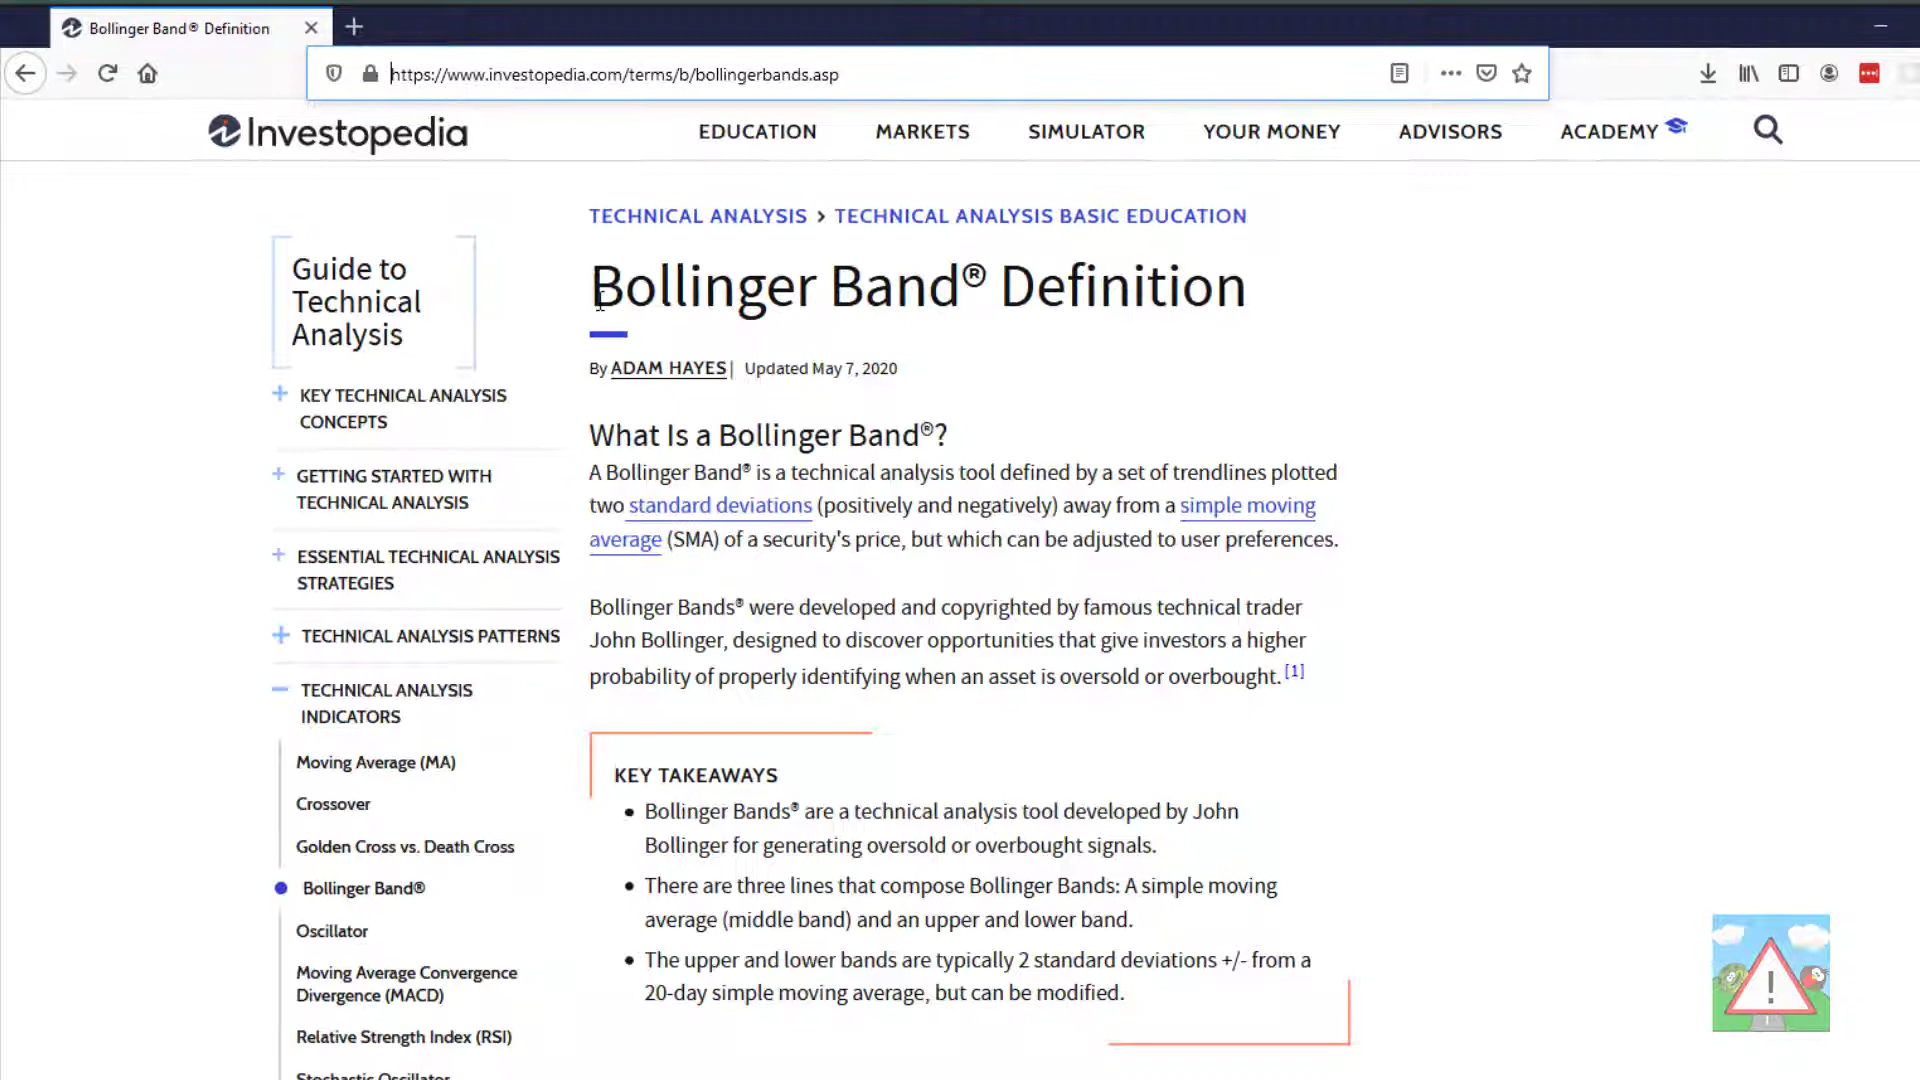 Bollinger Band® Definition
https://www.investopedia.com/terms/b/bollingerbands.asp
Investopedia
EDUCATION MARKETS SIMULATOR YOUR MONEY ADVISORS ACADEMY
TECHNICAL ANALYSIS > TECHNICAL ANALYSIS BASIC EDUCATION
Guide to
Technical
Analysis
KEY TECHNICAL ANALYSIS
CONCEPTS
GETTING STARTED WITH
TECHNICAL ANALYSIS
ESSENTIAL TECHNICAL ANALYSIS
STRATEGIES
TECHNICAL ANALYSIS PATTERNS
TECHNICAL ANALYSIS
INDICATORS
Moving Average (MA)
Crossover
Golden Cross vs. Death Cross
Bollinger Band®
Oscillator
Moving Average Convergence
Divergence (MACD)
Relative Strength Index (RSI)
Stochastic Oscillator
Bollinger Band® Definition
By ADAM HAYES | Updated May 7, 2020
What Is a Bollinger Band®?
A Bollinger Band® is a technical analysis tool defined by a set of trendlines plotted
two standard deviations (positively and negatively) away from a simple moving
average (SMA) of a security's price, but which can be adjusted to user preferences.
Bollinger Bands® were developed and copyrighted by famous technical trader
John Bollinger, designed to discover opportunities that give investors a higher
probability of properly identifying when an asset is oversold or overbought. [1]
KEY TAKEAWAYS
• Bollinger Bands® are a technical analysis tool developed by John
Bollinger for generating oversold or overbought signals.
• There are three lines that compose Bollinger Bands: A simple moving
average (middle band) and an upper and lower band.
• The upper and lower bands are typically 2 standard deviations +/- from a
20-day simple moving average, but can be modified.
!